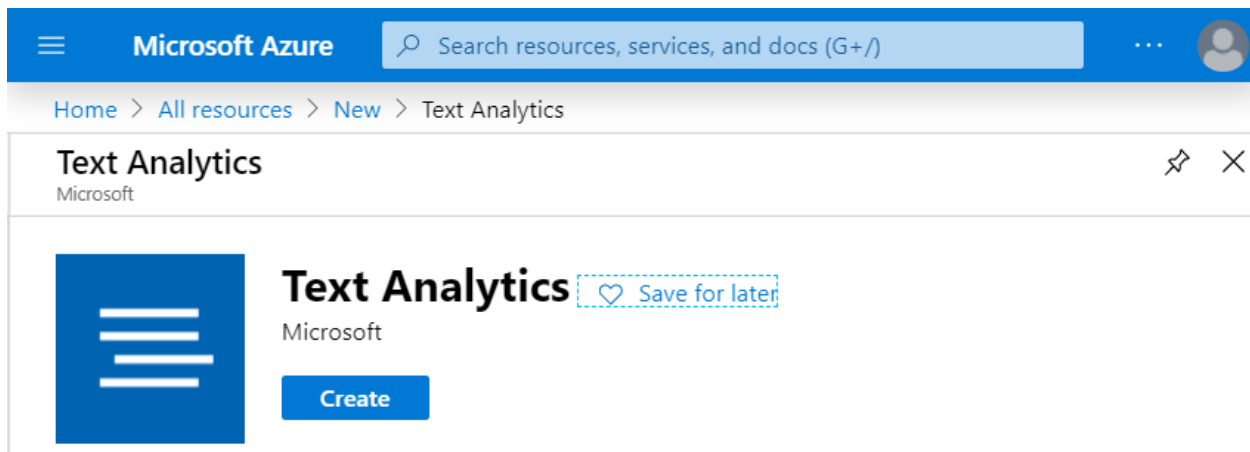 Microsoft Azure Search resources, services, and docs (G+/) ...
Home > All resources > New > Text Analytics
Text Analytics
Microsoft
Text Analytics Save for later
Microsoft
Create